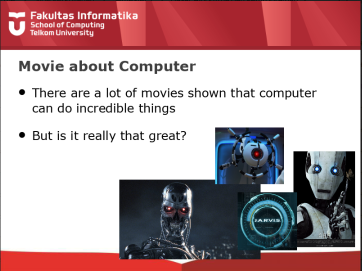 Fakultas Informatika
School of Computing
Telkom University
Movie about Computer
There are a lot of movies shown that computer
can do incredible things
But is it really that great?
JARVIS